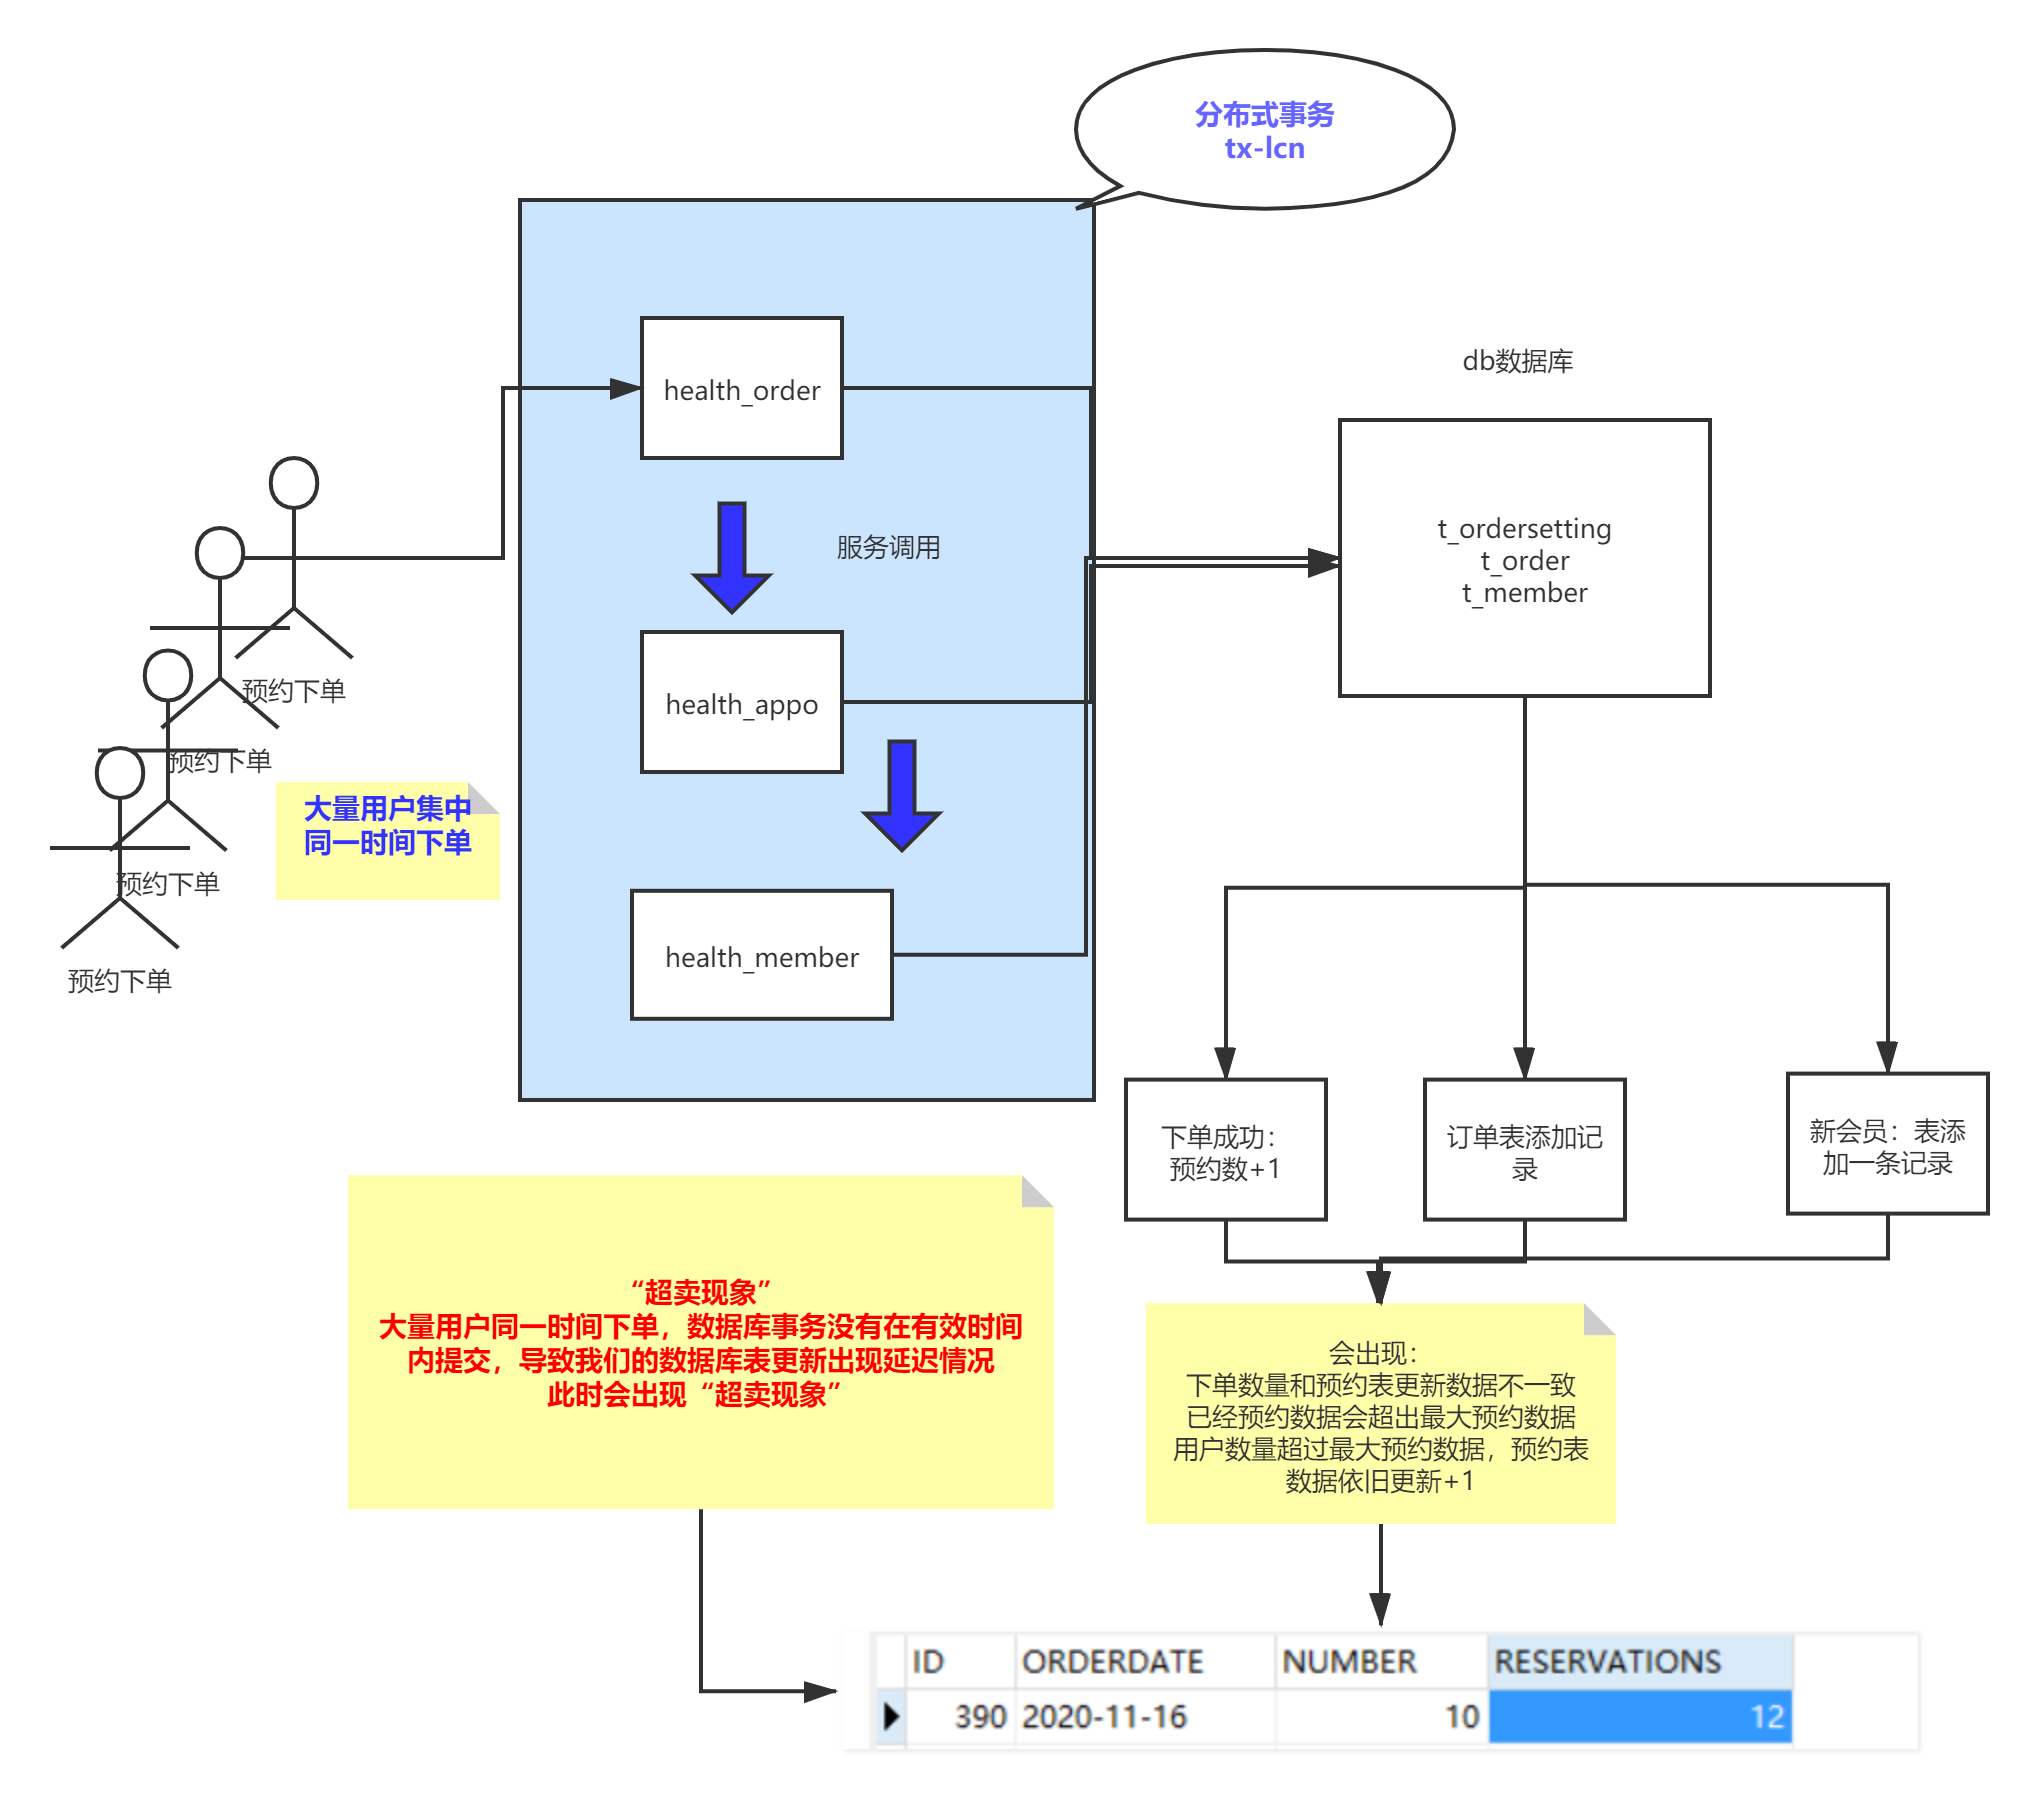 分布式事务
tx-lcn
health_order
服务调用
health_appo
health_member
db数据库
t_ordersetting
t_order
t_member
预约下单
预约下单
预约下单
预约下单
大量用户集中
同一时间下单
下单成功：
预约数+1
订单表添加记
录
新会员：表添
加一条记录
“超卖现象”
大量用户同一时间下单，数据库事务没有在有效时间
内提交，导致我们的数据库表更新出现延迟情况
此时会出现“超卖现象”
会出现：
下单数量和预约表更新数据不一致
已经预约数据会超出最大预约数据
用户数量超过最大预约数据，预约表
数据依旧更新+1
ID ORDERDATE NUMBER RESERVATIONS
390 2020-11-16 10 12